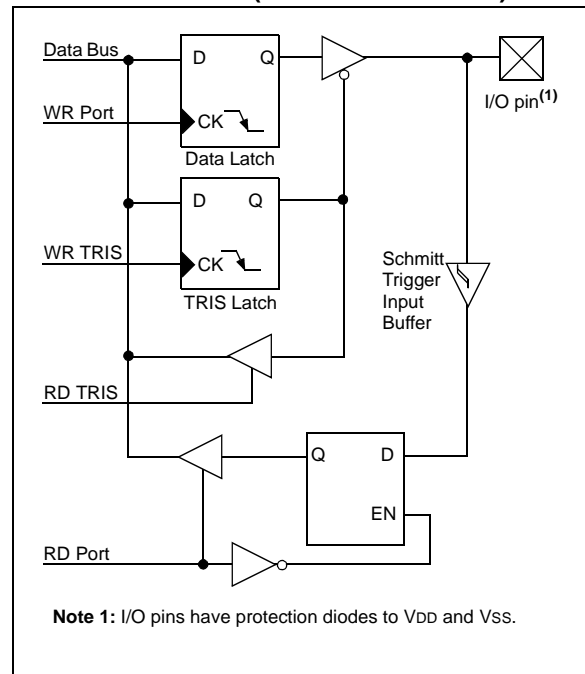 Data Bus
D Q
WR Port
CK
Data Latch
I/O pin(1)
D Q
WR TRIS
CK
TRIS Latch
Schmitt
Trigger
Input
Buffer
RD TRIS
Q D
EN
RD Port
Note 1: I/O pins have protection diodes to VDD and VSS.